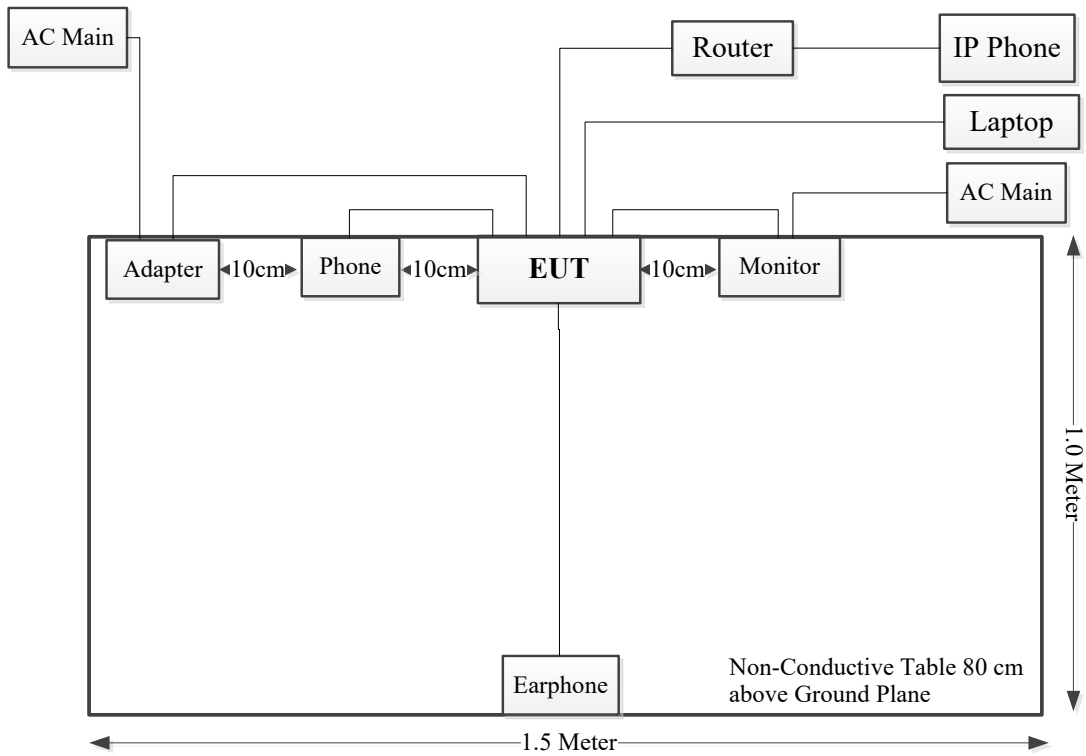 AC Main
Router
IP Phone
Laptop
AC Main
Adapter
10cm
Phone
10cm
EUT
10cm
Monitor
1.0 Meter
Earphone
Non-Conductive Table 80 cm
above Ground Plane
1.5 Meter